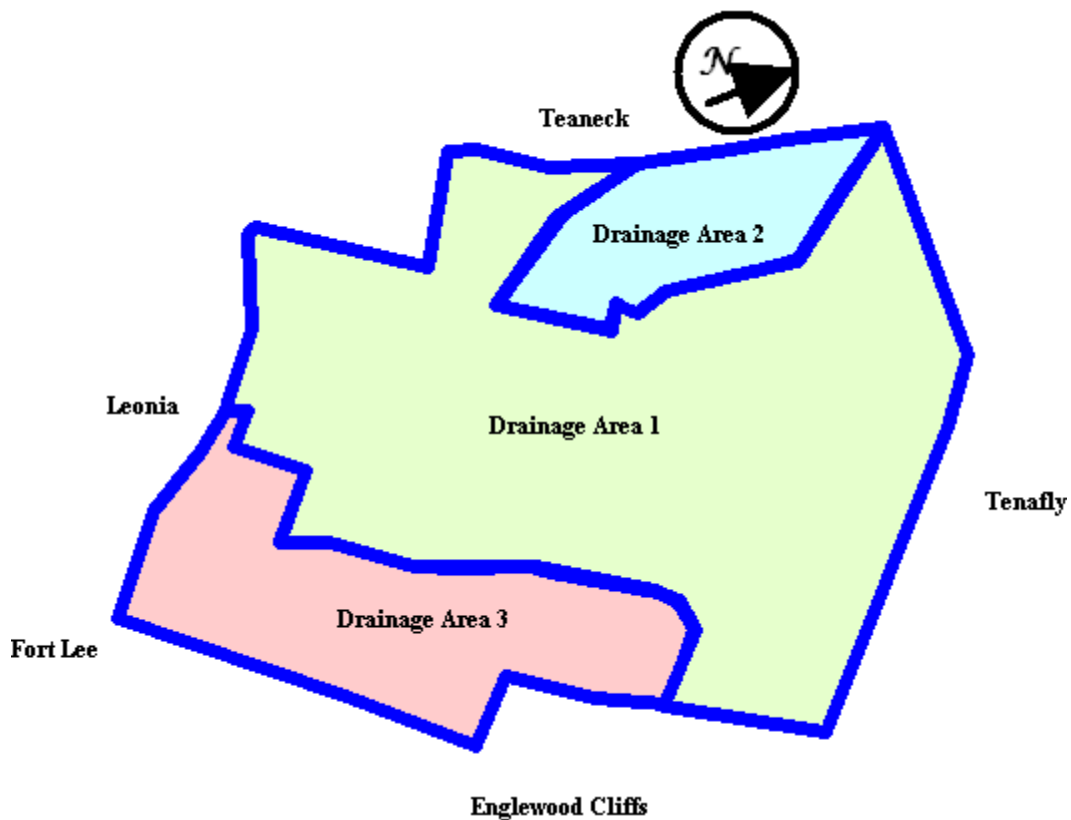 N
Teaneck
Drainage Area 2
Leonia
Drainage Area 1
Tenafly
Drainage Area 3
Fort Lee
Englewood Cliffs